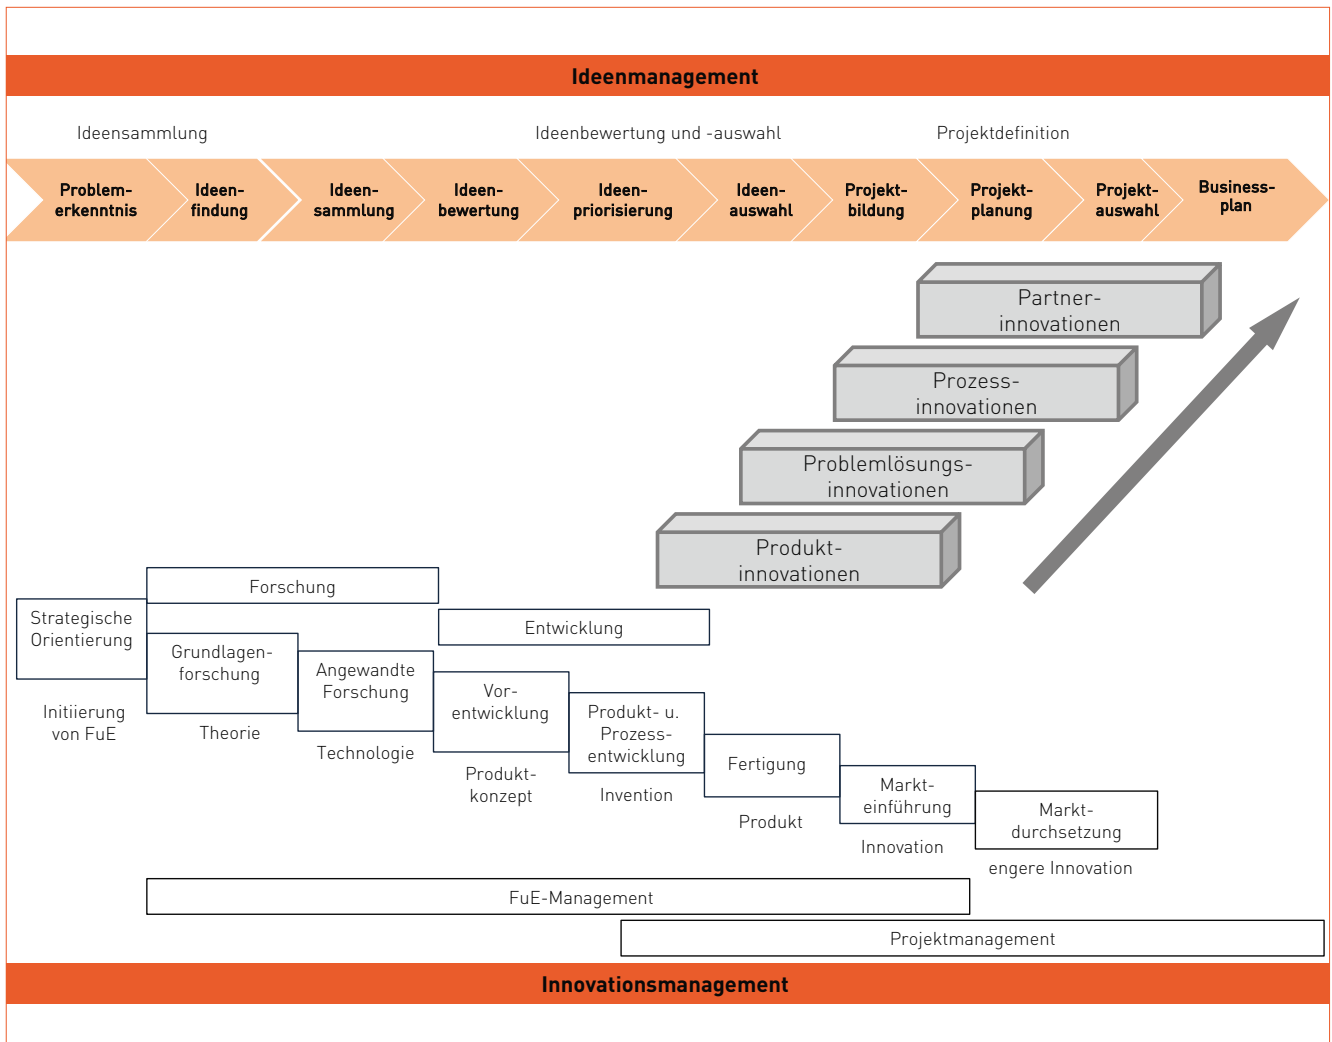 Ideenmanagement
Ideensammlung
Ideenbewertung und -auswahl
Projektdefinition
Problem-
erkenntnis
Ideen-
findung
Ideen-
sammlung
Ideen-
bewertung
Ideen-
priorisierung
Ideen-
auswahl
Projekt-
bildung
Projekt-
planung
Projekt-
auswahl
Business-
plan
Partner-
innovationen
Prozess-
innovationen
Problemlösungs-
innovationen
Produkt-
innovationen
Forschung
Entwicklung
Strategische
Orientierung
Initiierung
von FuE
Grundlagen-
forschung
Theorie
Angewandte
Forschung
Technologie
Vor-
entwicklung
Produkt-
konzept
Produkt- u.
Prozess-
entwicklung
Invention
Fertigung
Produkt
Markt-
einführung
Innovation
Markt-
durchsetzung
engere Innovation
FuE-Management
Projektmanagement
Innovationsmanagement